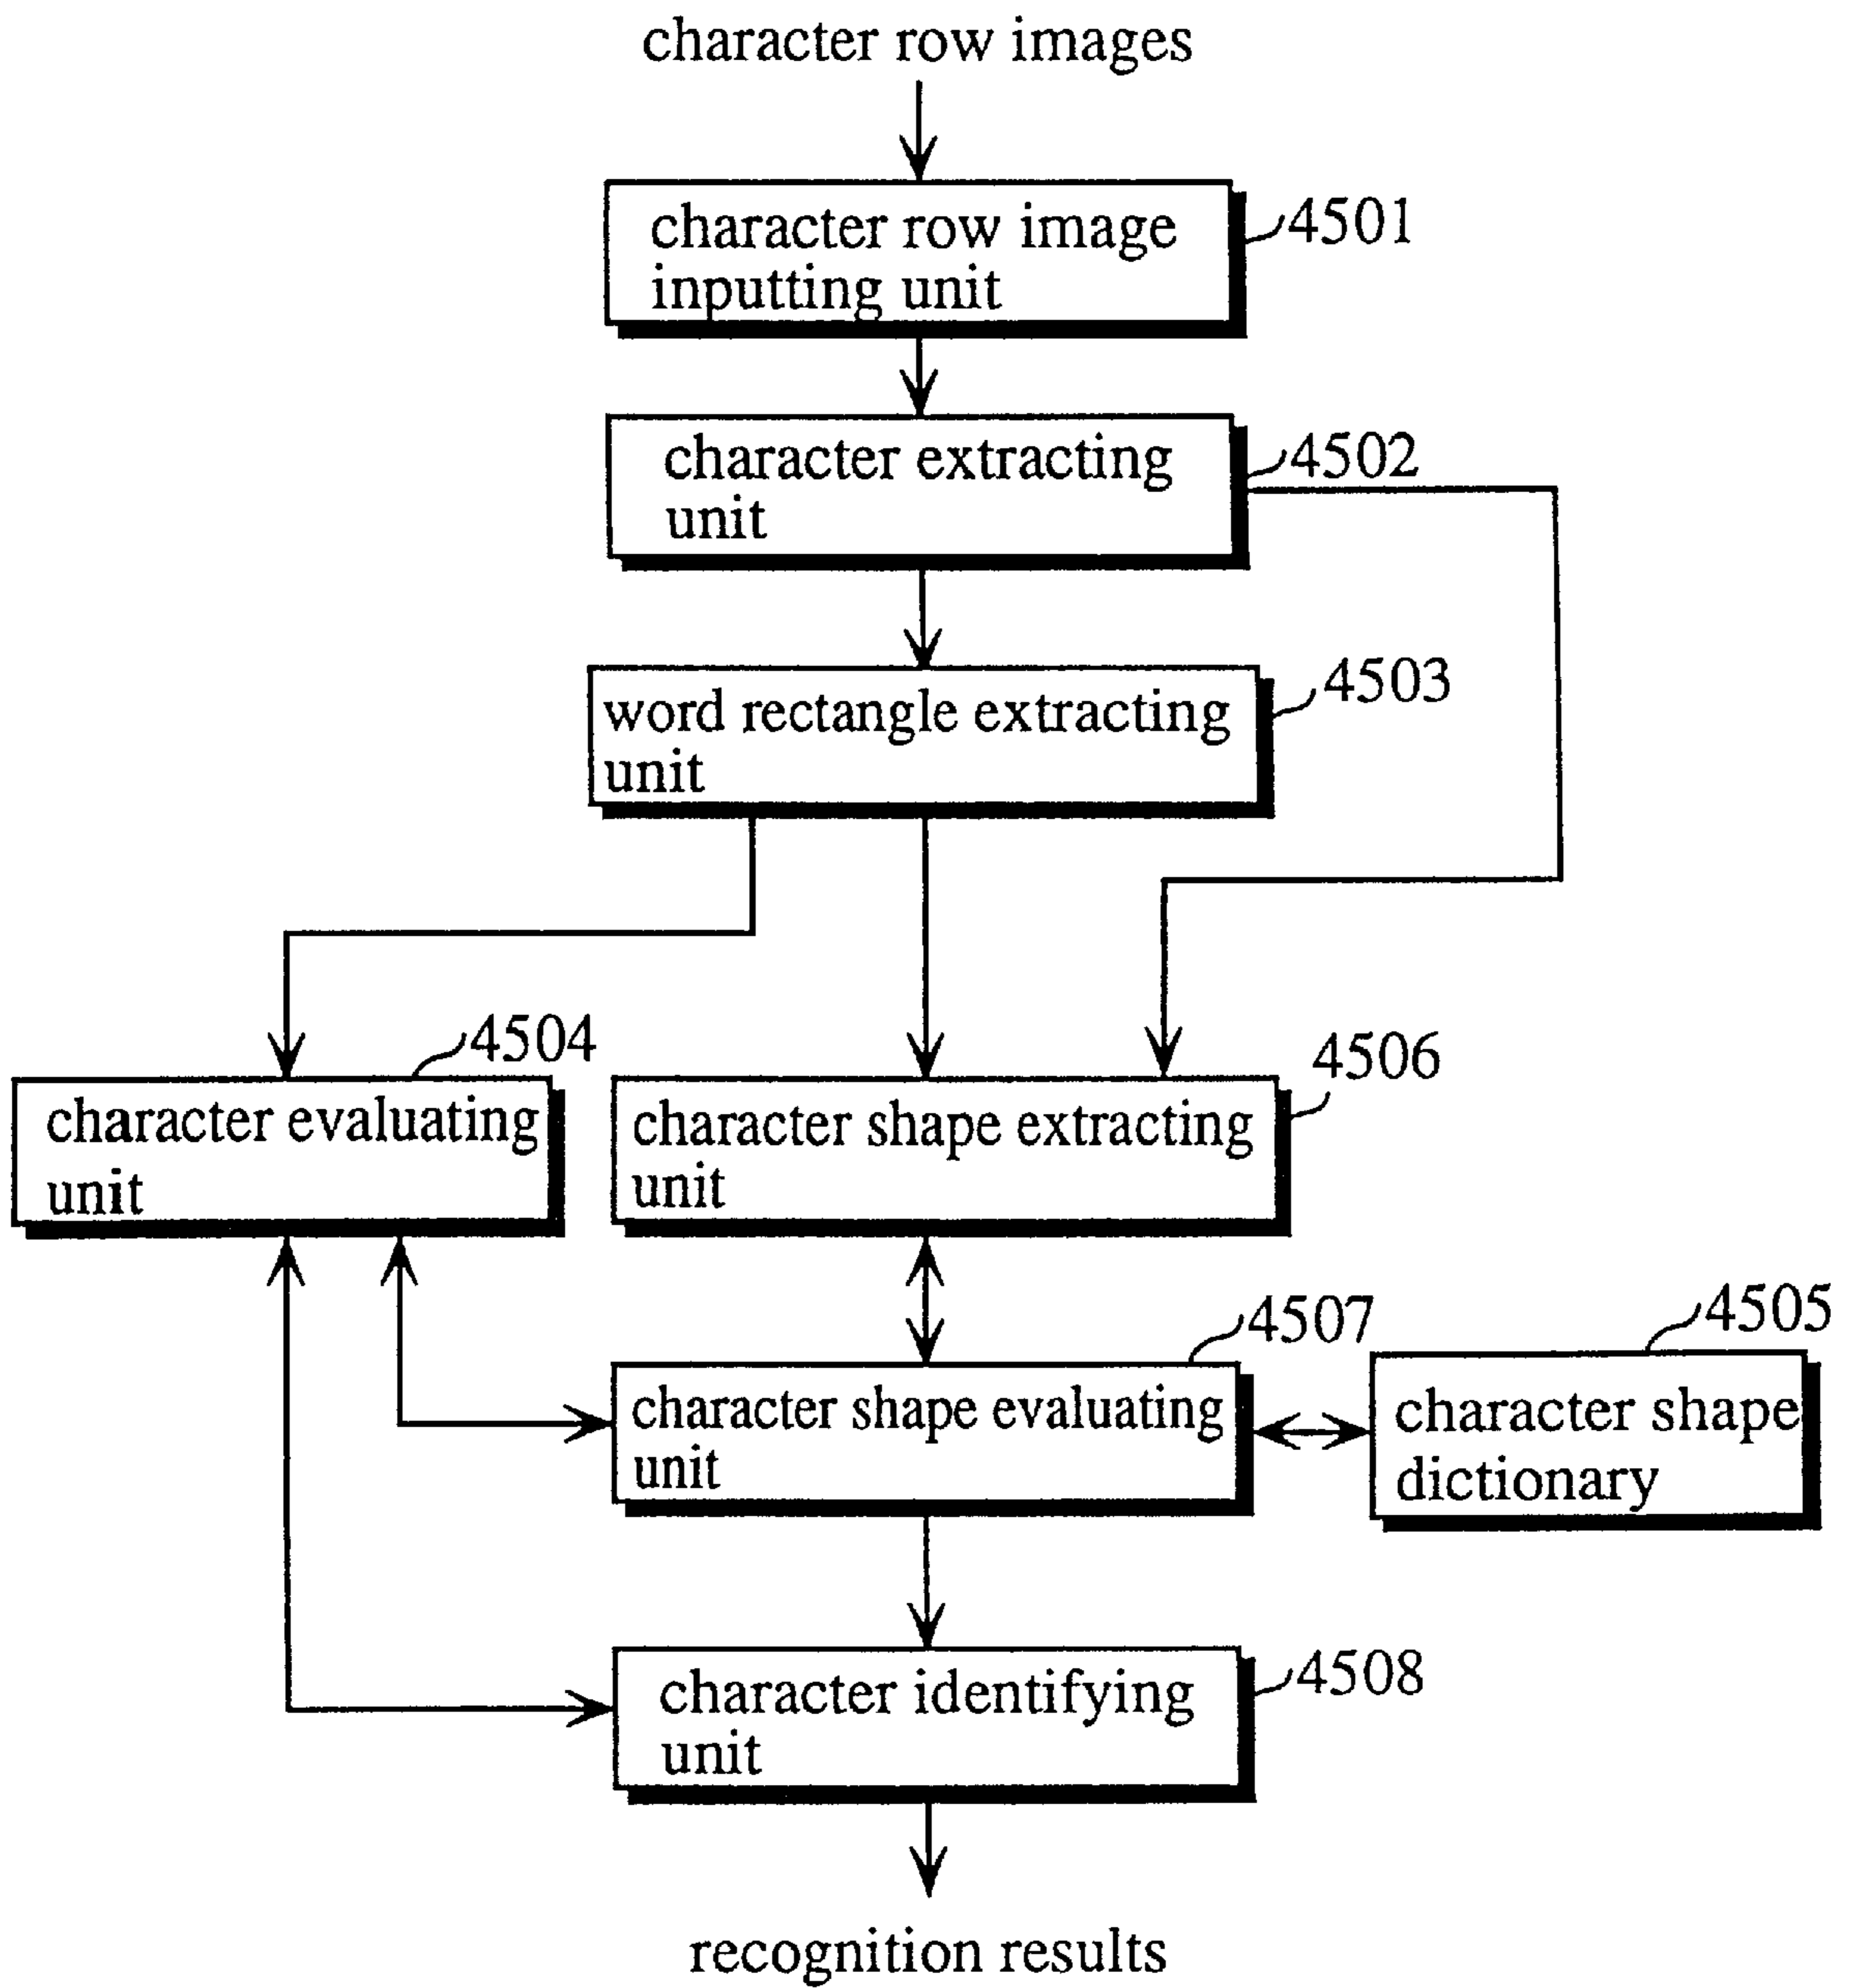 character row images
character row image
inputting unit
4501
character extracting
unit
4502
word rectangle extracting
unit
4503
character evaluating
unit
4504
character shape extracting
unit
4506
character shape evaluating
unit
4507
character shape
dictionary
4505
character identifying
unit
4508
recognition results